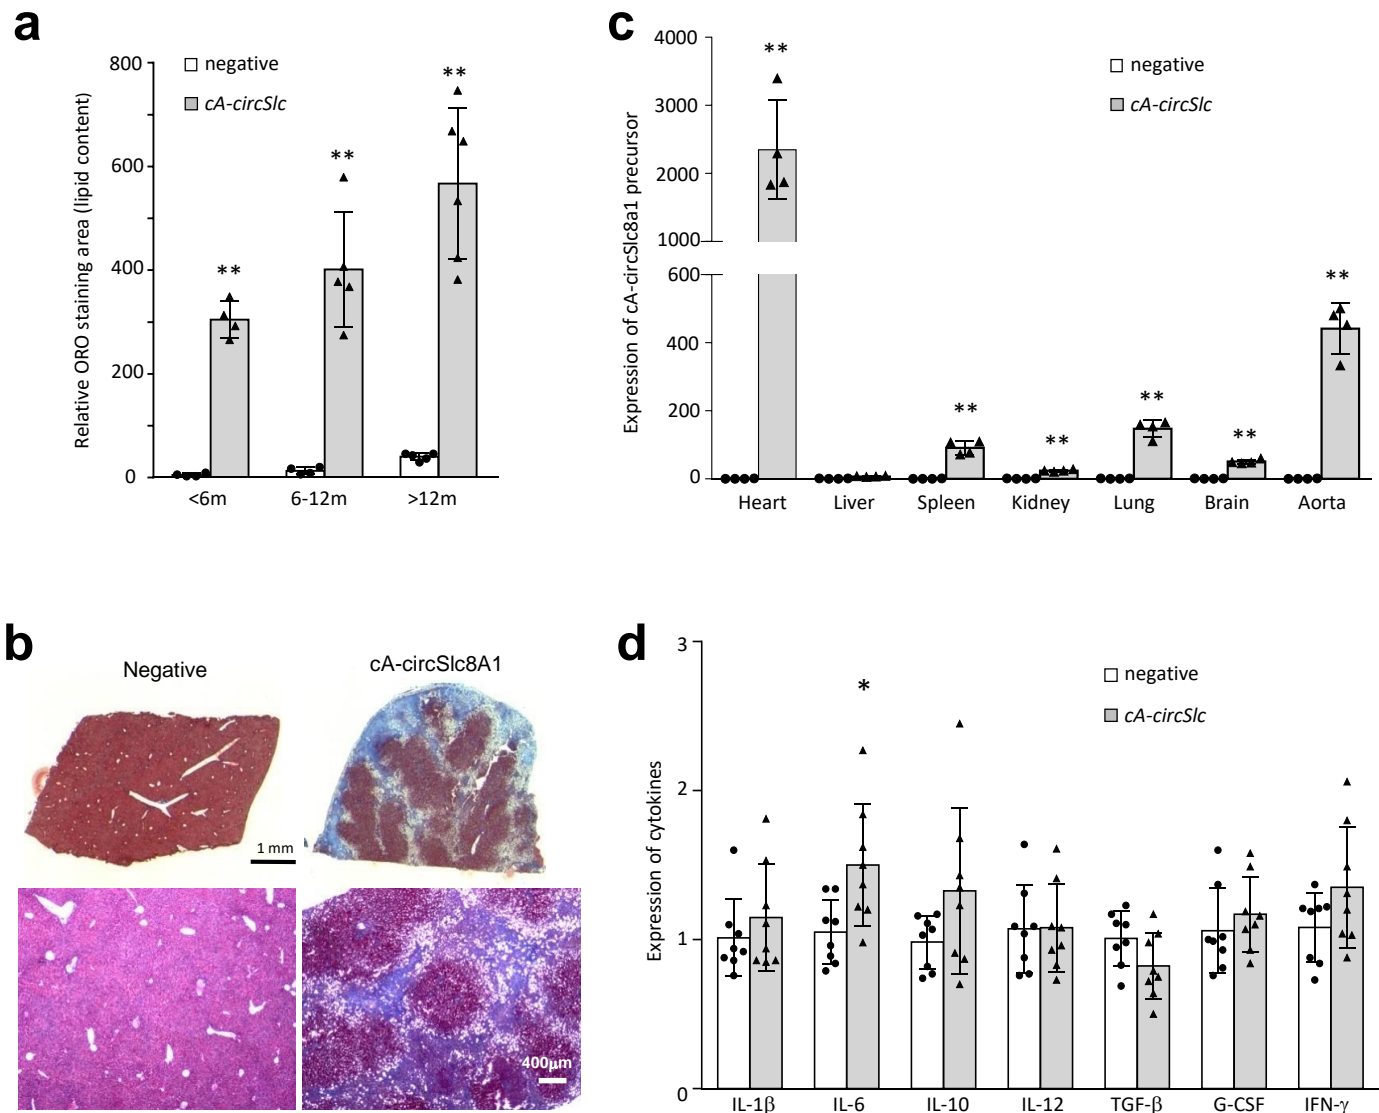 a
Relative ORO staining area (lipid content)
800
600
400
200
0
negative
cA-circSlc
**
**
**
<6m
6-12m
>12m
c
Expression of cA-circSlc8a1 precursor
4000
3000
2000
1000
600
400
200
0
negative
cA-circSlc
**
**
**
**
**
**
Heart
Liver
Spleen
Kidney
Lung
Brain
Aorta
b
Negative
cA-circSlc8A1
1 mm
400μm
d
Expression of cytokines
3
2
1
0
negative
cA-circSlc
*
IL-1β
IL-6
IL-10
IL-12
TGF-β
G-CSF
IFN-γ